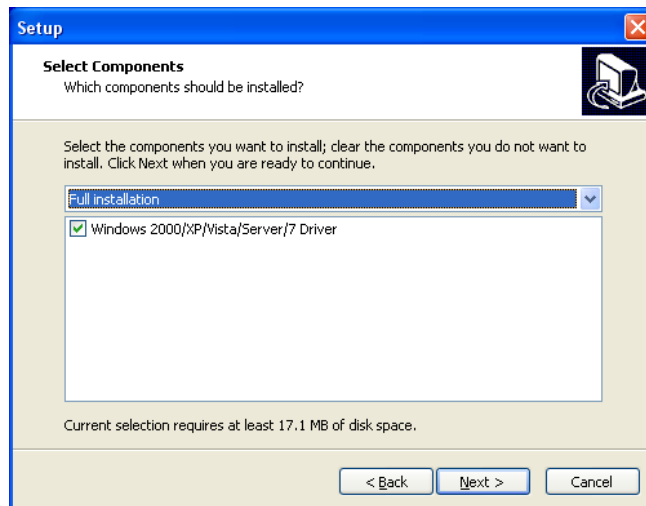 Setup
Select Components
Which components should be installed?
Select the components you want to install; clear the components you do not want to
install. Click Next when you are ready to continue.
Full installation
Windows 2000/XP/Vista/Server/7 Driver
Current selection requires at least 17.1 MB of disk space.
< Back
Next >
Cancel